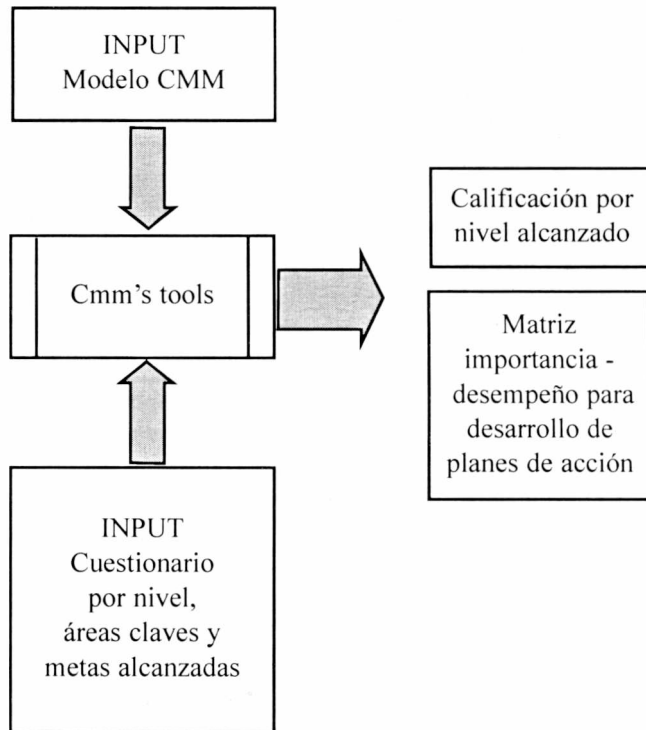 INPUT
Modelo CMM
Cmm's tools
INPUT
Cuestionario
por nivel,
áreas claves y
metas alcanzadas
Calificación por
nivel alcanzado
Matriz
importancia -
desempeño para
desarrollo de
planes de acción